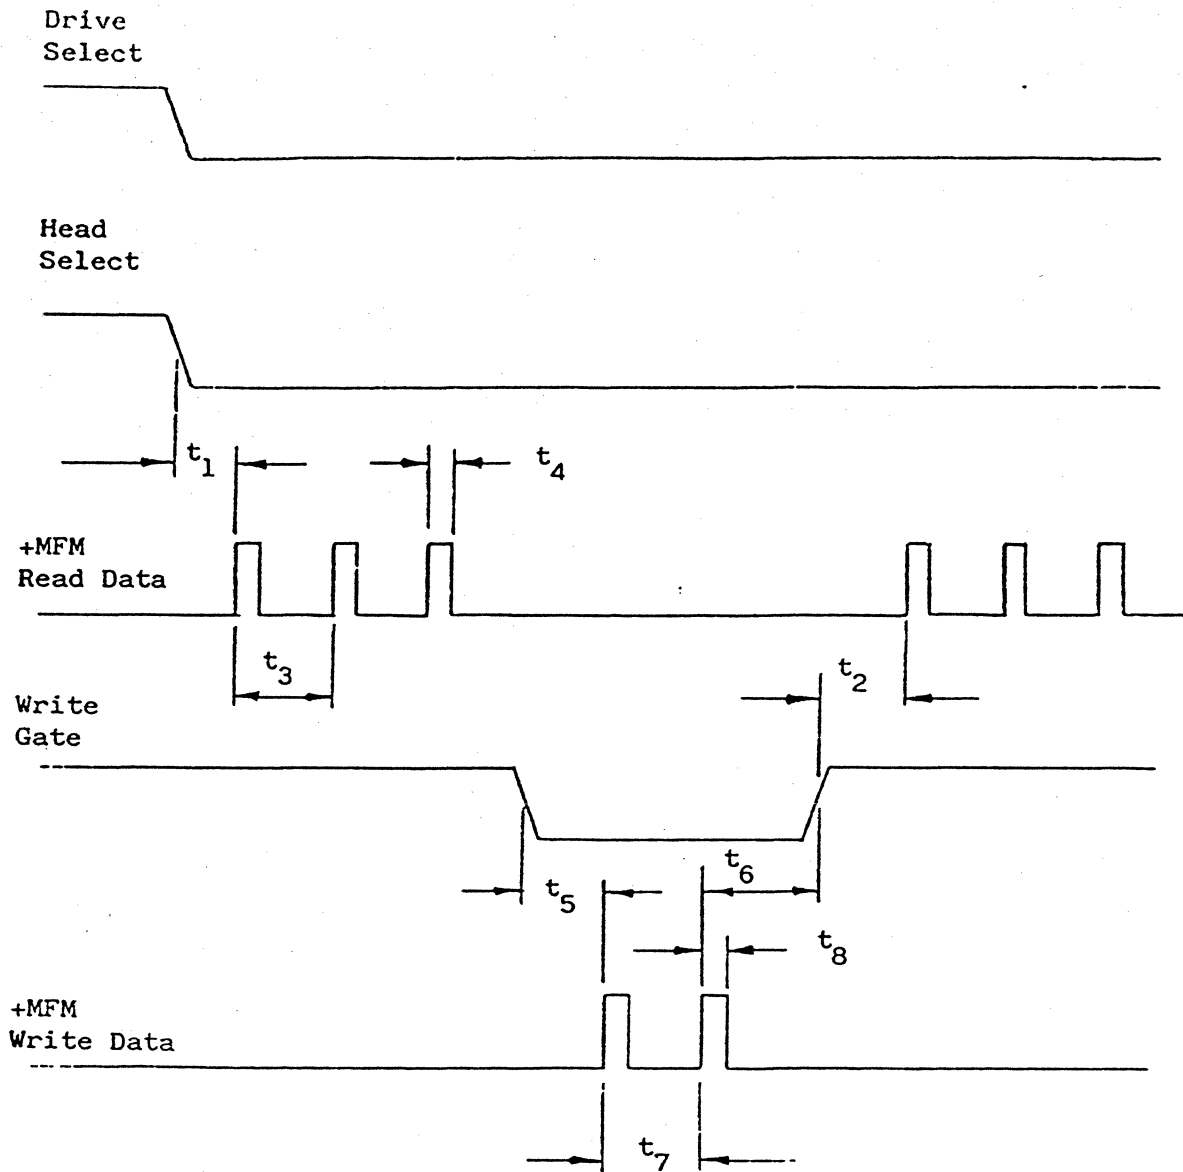 Drive
Select
Head
Select
t1
t4
+MFM
Read Data
t3
t2
Write
Gate
t6
t5
t8
+MFM
Write Data
t7